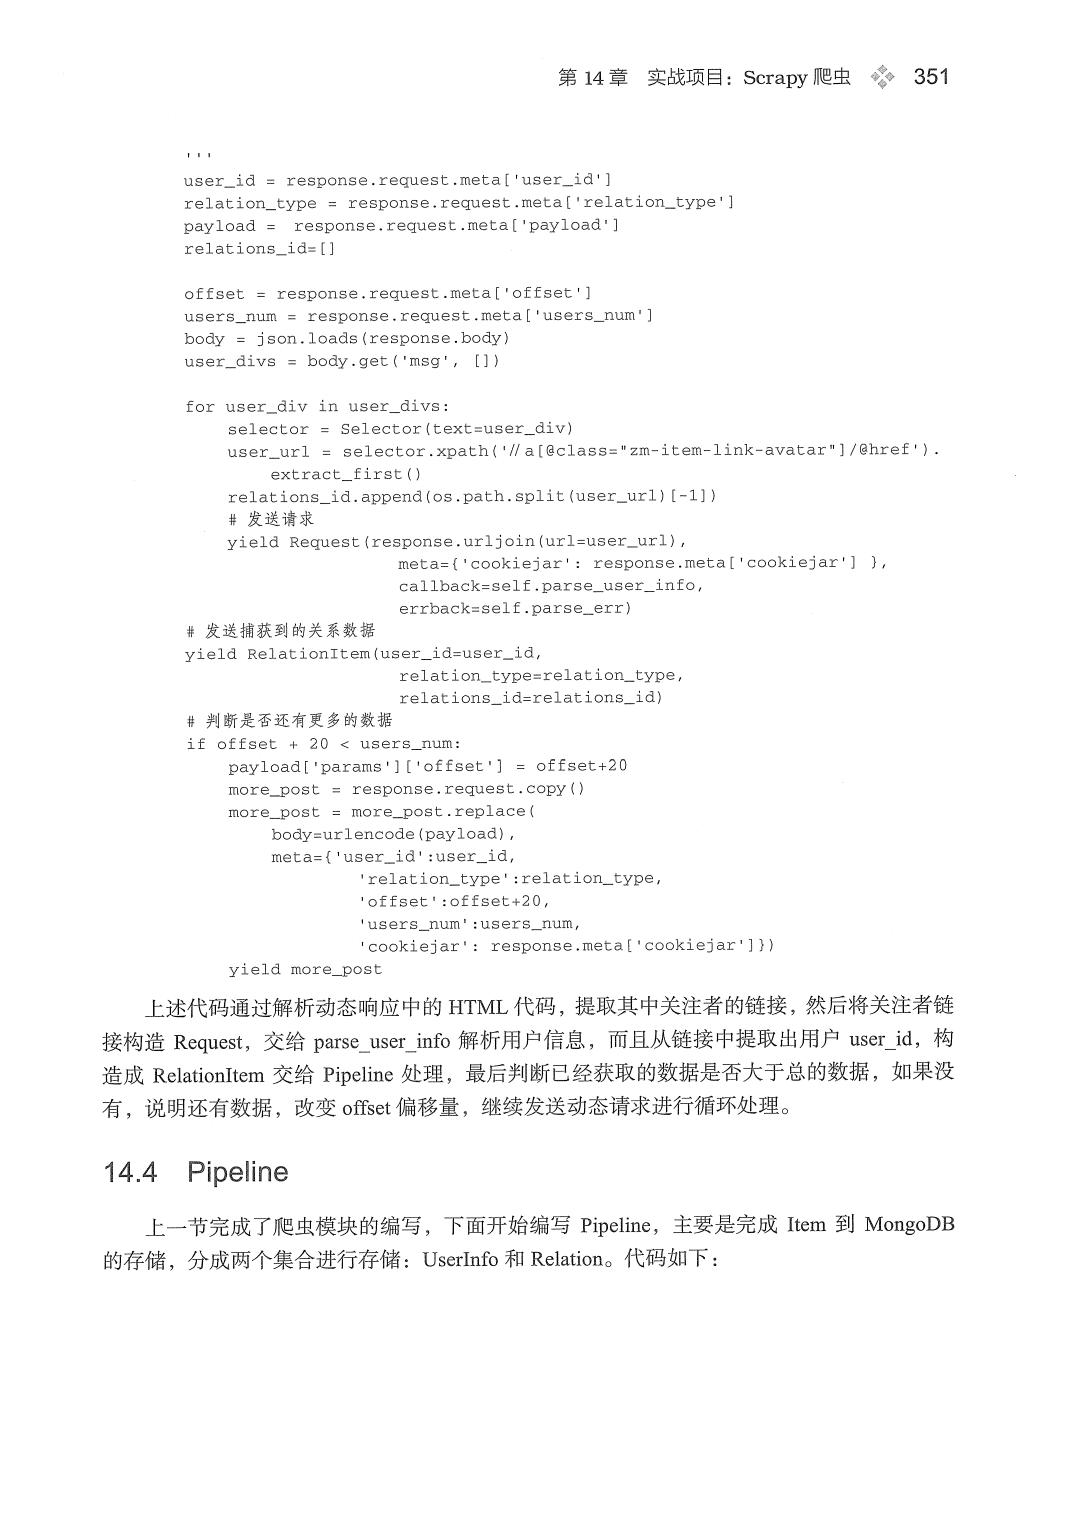 第 14 章 实战项目：Scrapy 爬虫 351
'''
user_id = response.request.meta['user_id']
relation_type = response.request.meta['relation_type']
payload =  response.request.meta['payload']
relations_id=[]
offset = response.request.meta['offset']
users_num = response.request.meta['users_num']
body = json.loads(response.body)
user_divs = body.get('msg', [])
for user_div in user_divs:
    selector = Selector(text=user_div)
    user_url = selector.xpath('//a[@class="zm-item-link-avatar"]/@href').
        extract_first()
    relations_id.append(os.path.split(user_url)[-1])
    # 发送请求
    yield Request(response.urljoin(url=user_url),
                    meta={'cookiejar': response.meta['cookiejar'] },
                    callback=self.parse_user_info,
                    errback=self.parse_err)
# 发送捕获到的关系数据
yield RelationItem(user_id=user_id,
                    relation_type=relation_type,
                    relations_id=relations_id)
# 判断是否还有更多的数据
if offset + 20 < users_num:
    payload['params']['offset'] = offset+20
    more_post = response.request.copy()
    more_post = more_post.replace(
        body=urlencode(payload),
        meta={'user_id':user_id,
                'relation_type':relation_type,
                'offset':offset+20,
                'users_num':users_num,
                'cookiejar': response.meta['cookiejar']})
    yield more_post
上述代码通过解析动态响应中的 HTML 代码，提取其中关注者的链接，然后将关注者链
接构造 Request，交给 parse_user_info 解析用户信息，而且从链接中提取出用户 user_id，构
造成 RelationItem 交给 Pipeline 处理，最后判断已经获取的数据是否大于总的数据，如果没
有，说明还有数据，改变 offset 偏移量，继续发送动态请求进行循环处理。
14.4 Pipeline
上一节完成了爬虫模块的编写，下面开始编写 Pipeline，主要是完成 Item 到 MongoDB
的存储，分成两个集合进行存储：UserInfo 和 Relation。代码如下：